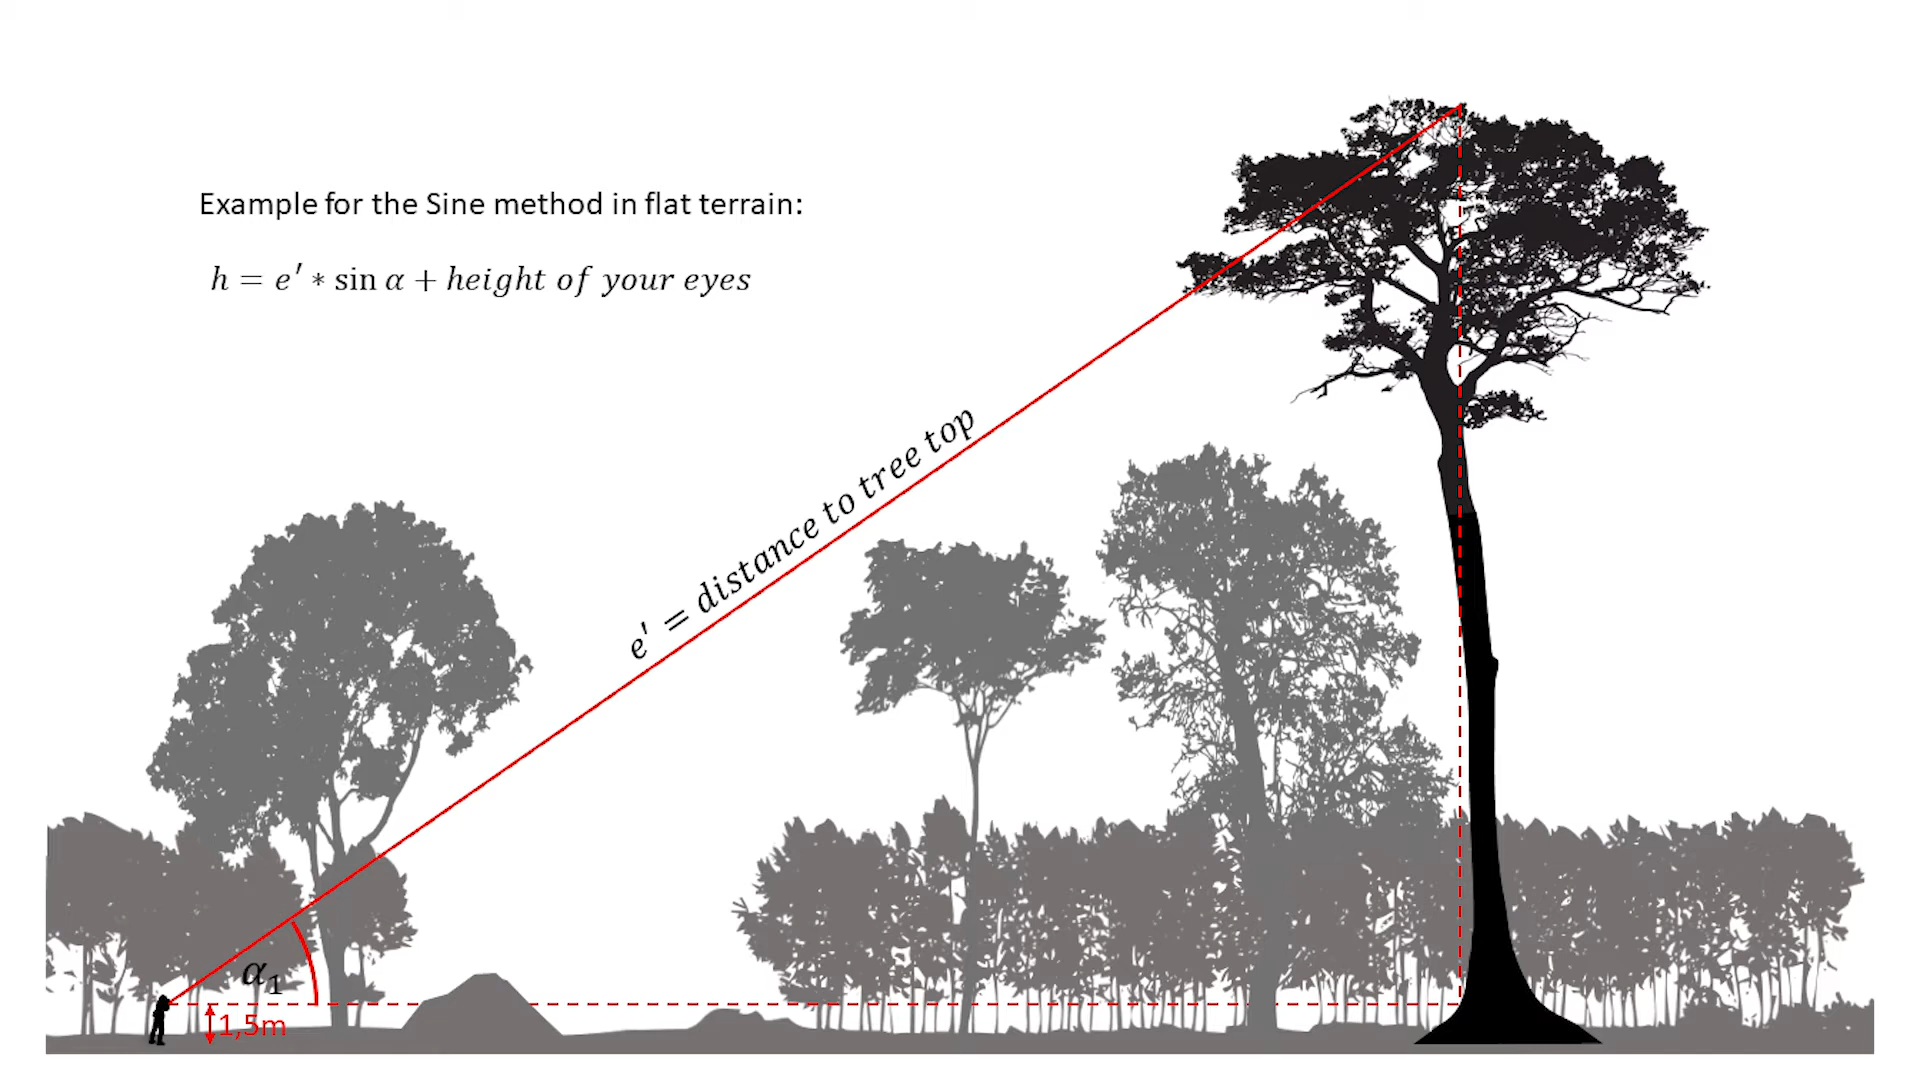 Example for the Sine method in flat terrain:
h = e′ ∗ sin α + height of your eyes
e′ = distance to tree top
α₁
1,5m